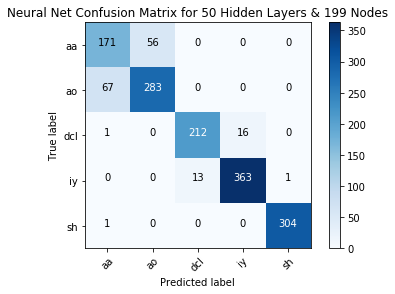 Neural Net Confusion Matrix for 50 Hidden Layers & 199 Nodes
aa 171 56 0 0 0
ao 67 283 0 0 0
dcl 1 0 212 16 0
iy 0 0 13 363 1
sh 1 0 0 0 304
aa ao dcl iy sh
True label
Predicted label
350
300
250
200
150
100
50
0